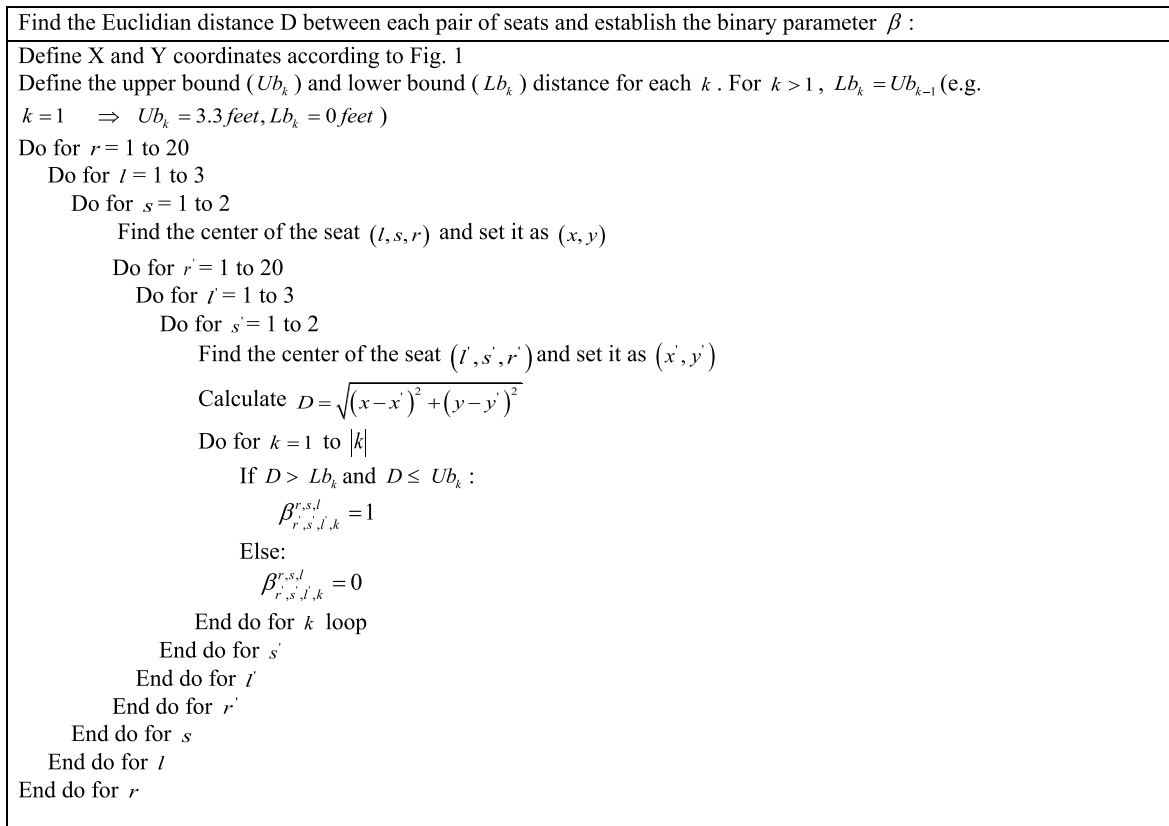 Find the Euclidian distance D between each pair of seats and establish the binary parameter β :
Define X and Y coordinates according to Fig. 1
Define the upper bound (Ub_k) and lower bound (Lb_k) distance for each k. For k > 1, Lb_k = Ub_{k−1} (e.g.
k = 1 ⇒ Ub_k = 3.3 feet, Lb_k = 0 feet )
Do for r = 1 to 20
Do for l = 1 to 3
Do for s = 1 to 2
Find the center of the seat (l, s, r) and set it as (x, y)
Do for r' = 1 to 20
Do for l' = 1 to 3
Do for s' = 1 to 2
Find the center of the seat (l', s', r') and set it as (x', y')
Calculate D = √((x − x')² + (y − y')²)
Do for k = 1 to |k|
If D > Lb_k and D ≤ Ub_k :
β^{r,s,l}_{r',s',l',k} = 1
Else:
β^{r,s,l}_{r',s',l',k} = 0
End do for k loop
End do for s'
End do for l'
End do for r'
End do for s
End do for l
End do for r